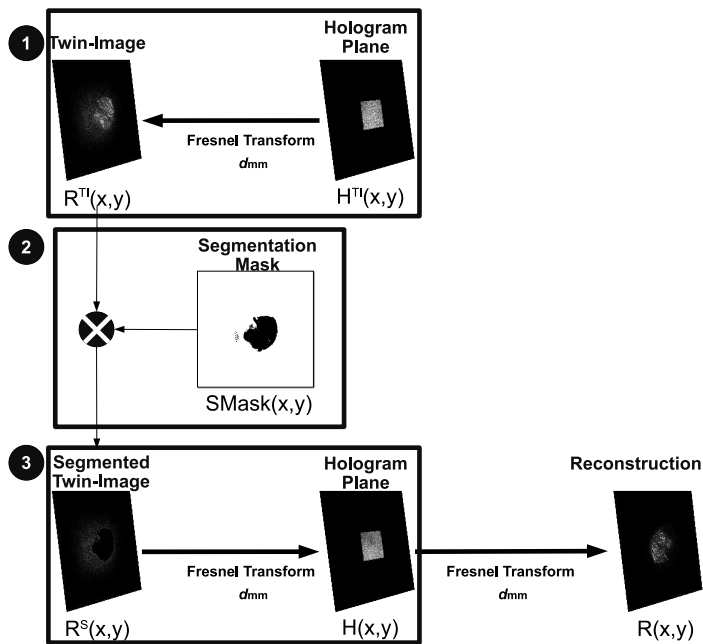 1
Twin-Image
Hologram
Plane
Fresnel Transform
dmm
Rᵀᴵ(x,y)
Hᵀᴵ(x,y)
2
Segmentation
Mask
SMask(x,y)
3
Segmented
Twin-Image
Hologram
Plane
Reconstruction
Fresnel Transform
dmm
Fresnel Transform
dmm
Rˢ(x,y)
H(x,y)
R(x,y)